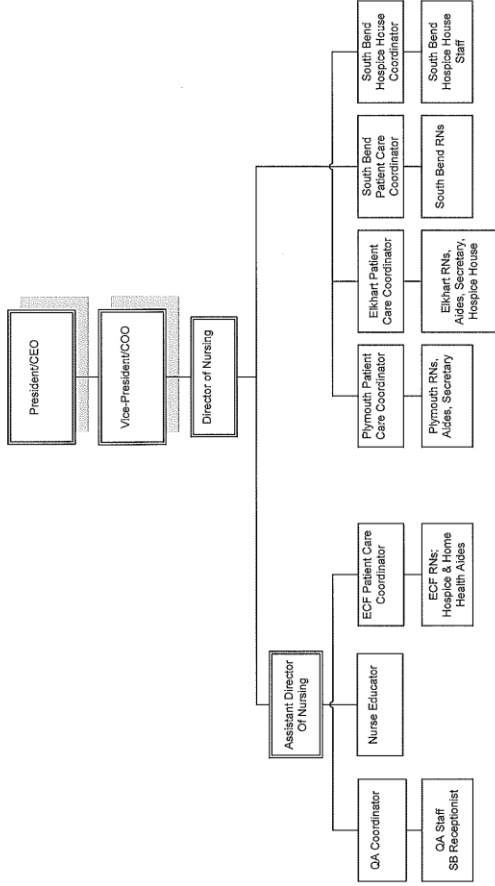 President/CEO
Vice-President/COO
Director of Nursing
Assistant Director
Of Nursing
QA Coordinator
Nurse Educator
ECF Patient Care
Coordinator
Plymouth Patient
Care Coordinator
Elkhart Patient
Care Coordinator
South Bend
Patient Care
Coordinator
South Bend
Hospice House
Coordinator
QA Staff
SB Receptionist
ECF RNs;
Hospice & Home
Health Aides
Plymouth RNs,
Aides, Secretary
Elkhart RNs,
Aides, Secretary,
Hospice House
South Bend RNs
South Bend
Hospice House
Staff